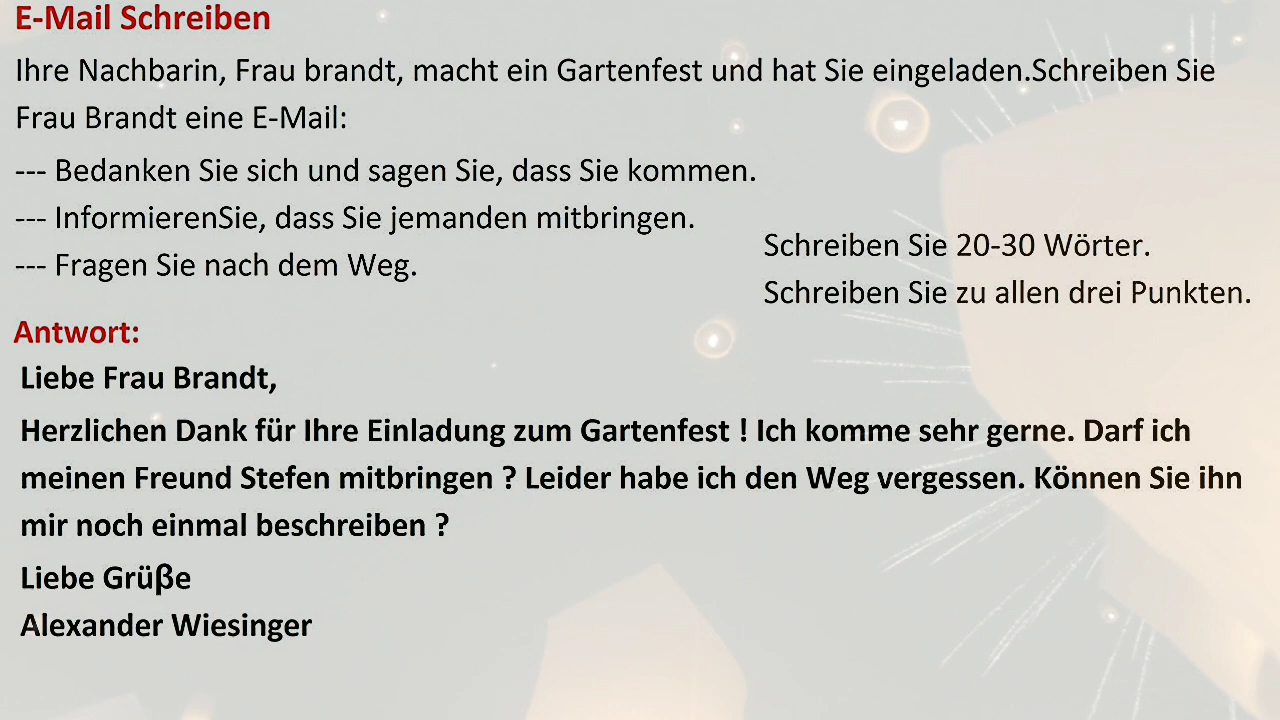 E-Mail Schreiben
Ihre Nachbarin, Frau brandt, macht ein Gartenfest und hat Sie eingeladen.Schreiben Sie
Frau Brandt eine E-Mail:
--- Bedanken Sie sich und sagen Sie, dass Sie kommen.
--- InformierenSie, dass Sie jemanden mitbringen.
--- Fragen Sie nach dem Weg.
Schreiben Sie 20-30 Wörter.
Schreiben Sie zu allen drei Punkten.
Antwort:
Liebe Frau Brandt,
Herzlichen Dank für Ihre Einladung zum Gartenfest ! Ich komme sehr gerne. Darf ich
meinen Freund Stefen mitbringen ? Leider habe ich den Weg vergessen. Können Sie ihn
mir noch einmal beschreiben ?
Liebe Grüβe
Alexander Wiesinger